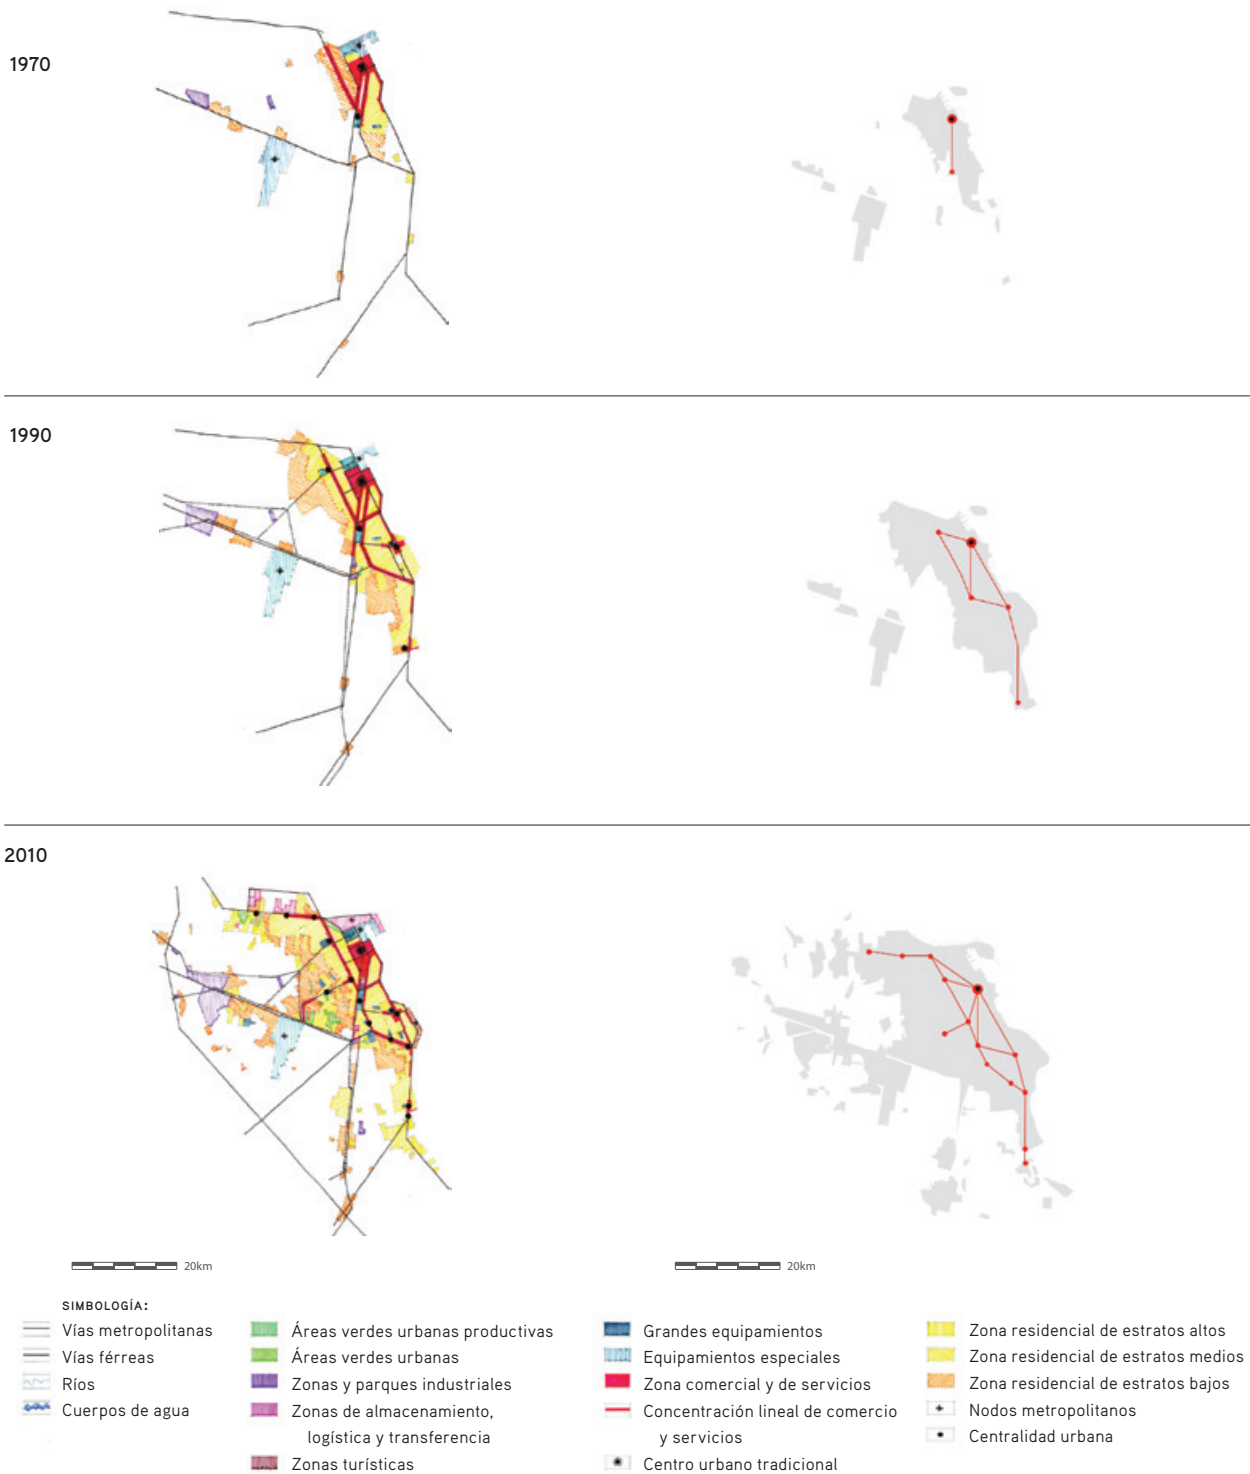 1970
1990
2010
20km
20km
SIMBOLOGÍA:
Vías metropolitanas
Vías férreas
Ríos
Cuerpos de agua
Áreas verdes urbanas productivas
Áreas verdes urbanas
Zonas y parques industriales
Zonas de almacenamiento,
logística y transferencia
Zonas turísticas
Grandes equipamientos
Equipamientos especiales
Zona comercial y de servicios
Concentración lineal de comercio
y servicios
Centro urbano tradicional
Zona residencial de estratos altos
Zona residencial de estratos medios
Zona residencial de estratos bajos
Nodos metropolitanos
Centralidad urbana